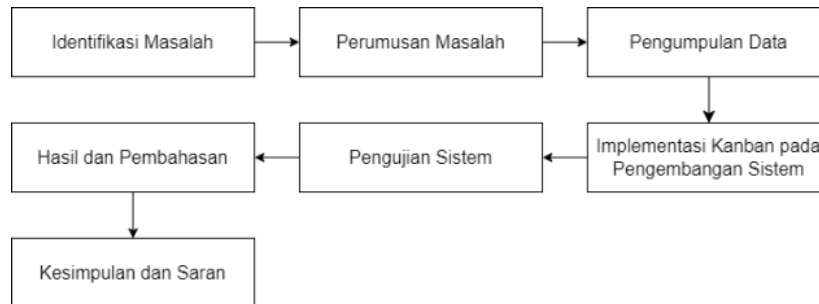 Identifikasi Masalah
Perumusan Masalah
Pengumpulan Data
Implementasi Kanban pada
Pengembangan Sistem
Pengujian Sistem
Hasil dan Pembahasan
Kesimpulan dan Saran